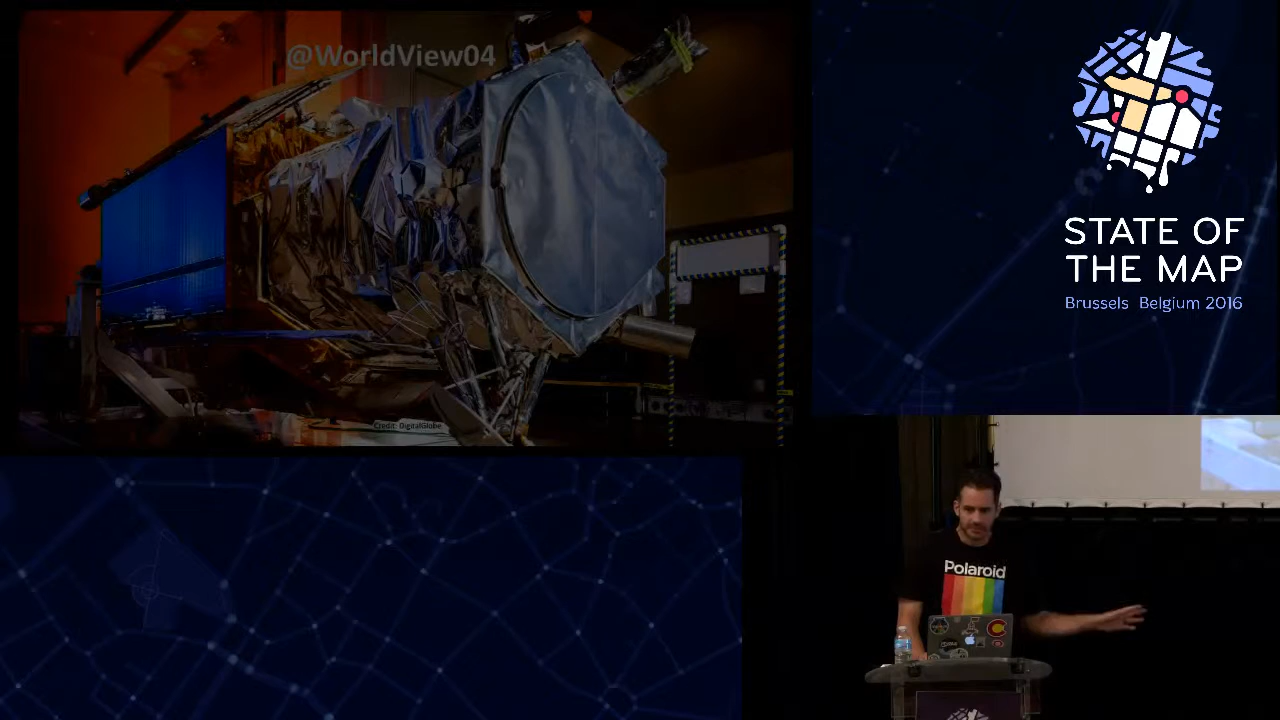 @WorldView04
Credit: DigitalGlobe
STATE OF
THE MAP
Brussels Belgium 2016
Polaroid